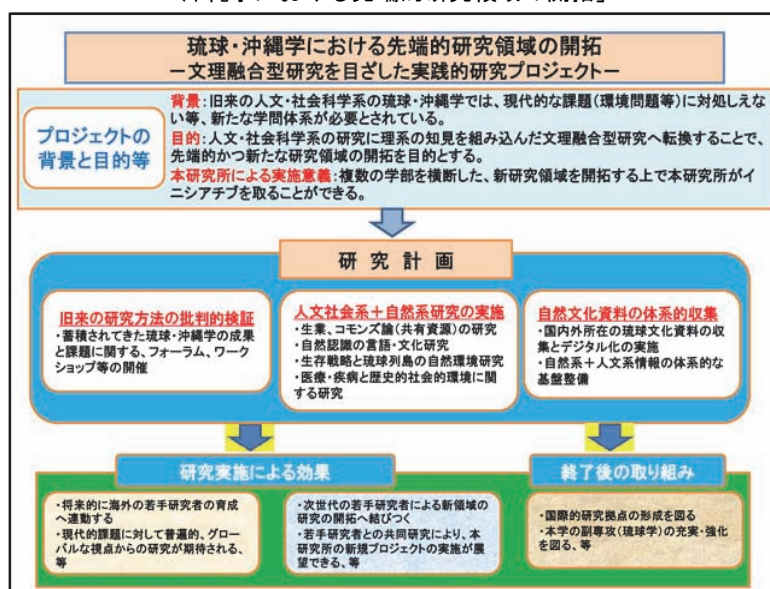 琉球・沖縄学における先端的研究領域の開拓
－文理融合型研究を目ざした実践的研究プロジェクト－
プロジェクトの
背景と目的等
背景：旧来の人文・社会科学系の琉球・沖縄学では、現代的な課題（環境問題等）に対処しえな
い等、新たな学問体系が必要とされている。
目的：人文・社会科学系の研究に理系の知見を組み込んだ文理融合型研究へ転換することで、
先端的かつ新たな研究領域の開拓を目的とする。
本研究所による実施意義：複数の学部を横断した、新研究領域を開拓する上で本研究所がイ
ニシアチブを取ることができる。
研究計画
旧来の研究方法の批判的検証
・蓄積されてきた琉球・沖縄学の成果
と課題に関する、フォーラム、ワーク
ショップ等の開催
人文社会系＋自然系研究の実施
・生業、コモンズ論（共有資源）の研究
・自然認識の言語・文化研究
・生存戦略と琉球列島の自然環境研究
・医療・疾病と歴史的社会的環境に関
する研究
自然文化資料の体系的収集
・国内外所在の琉球文化資料の収
集とデジタル化の実施
・自然系＋人文系情報の体系的な
基盤整備
研究実施による効果
・将来的に海外の若手研究者の育成
へ連動する
・現代的課題に対して普遍的、グロー
バルな視点からの研究が期待される、
等
・次世代の若手研究者による新領域の
研究の開拓へ結びつく
・若手研究者との共同研究により、本
研究所の新規プロジェクトの実施が展
望できる、等
終了後の取り組み
・国際的研究拠点の形成を図る
・本学の副専攻（琉球学）の充実・強化
を図る、等